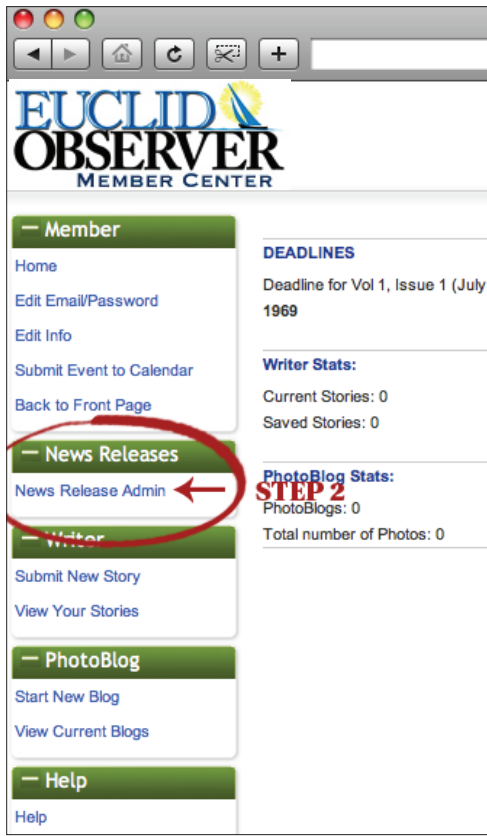 EUCLID
OBSERVER
MEMBER CENTER
Member
Home
Edit Email/Password
Edit Info
Submit Event to Calendar
Back to Front Page
News Releases
News Release Admin
STEP 2
Writer
Submit New Story
View Your Stories
PhotoBlog
Start New Blog
View Current Blogs
Help
Help
DEADLINES
Deadline for Vol 1, Issue 1 (July
1969
Writer Stats:
Current Stories: 0
Saved Stories: 0
PhotoBlog Stats:
PhotoBlogs: 0
Total number of Photos: 0